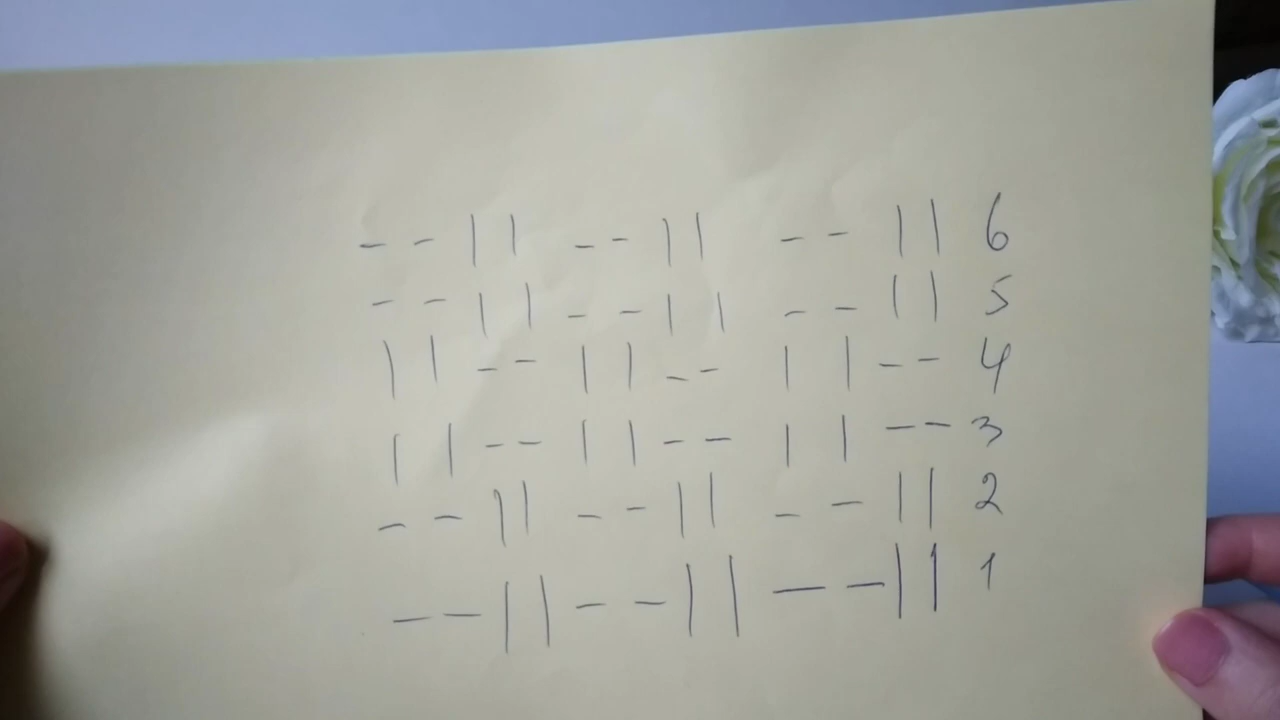 - - | | - - | | - - | | 6
- - | | - - | | - - | | 5
| | - - | | - - | | - - 4
| | - - | | - - | | - - 3
- - | | - - | | - - | | 2
- - | | - - | | - - | | 1